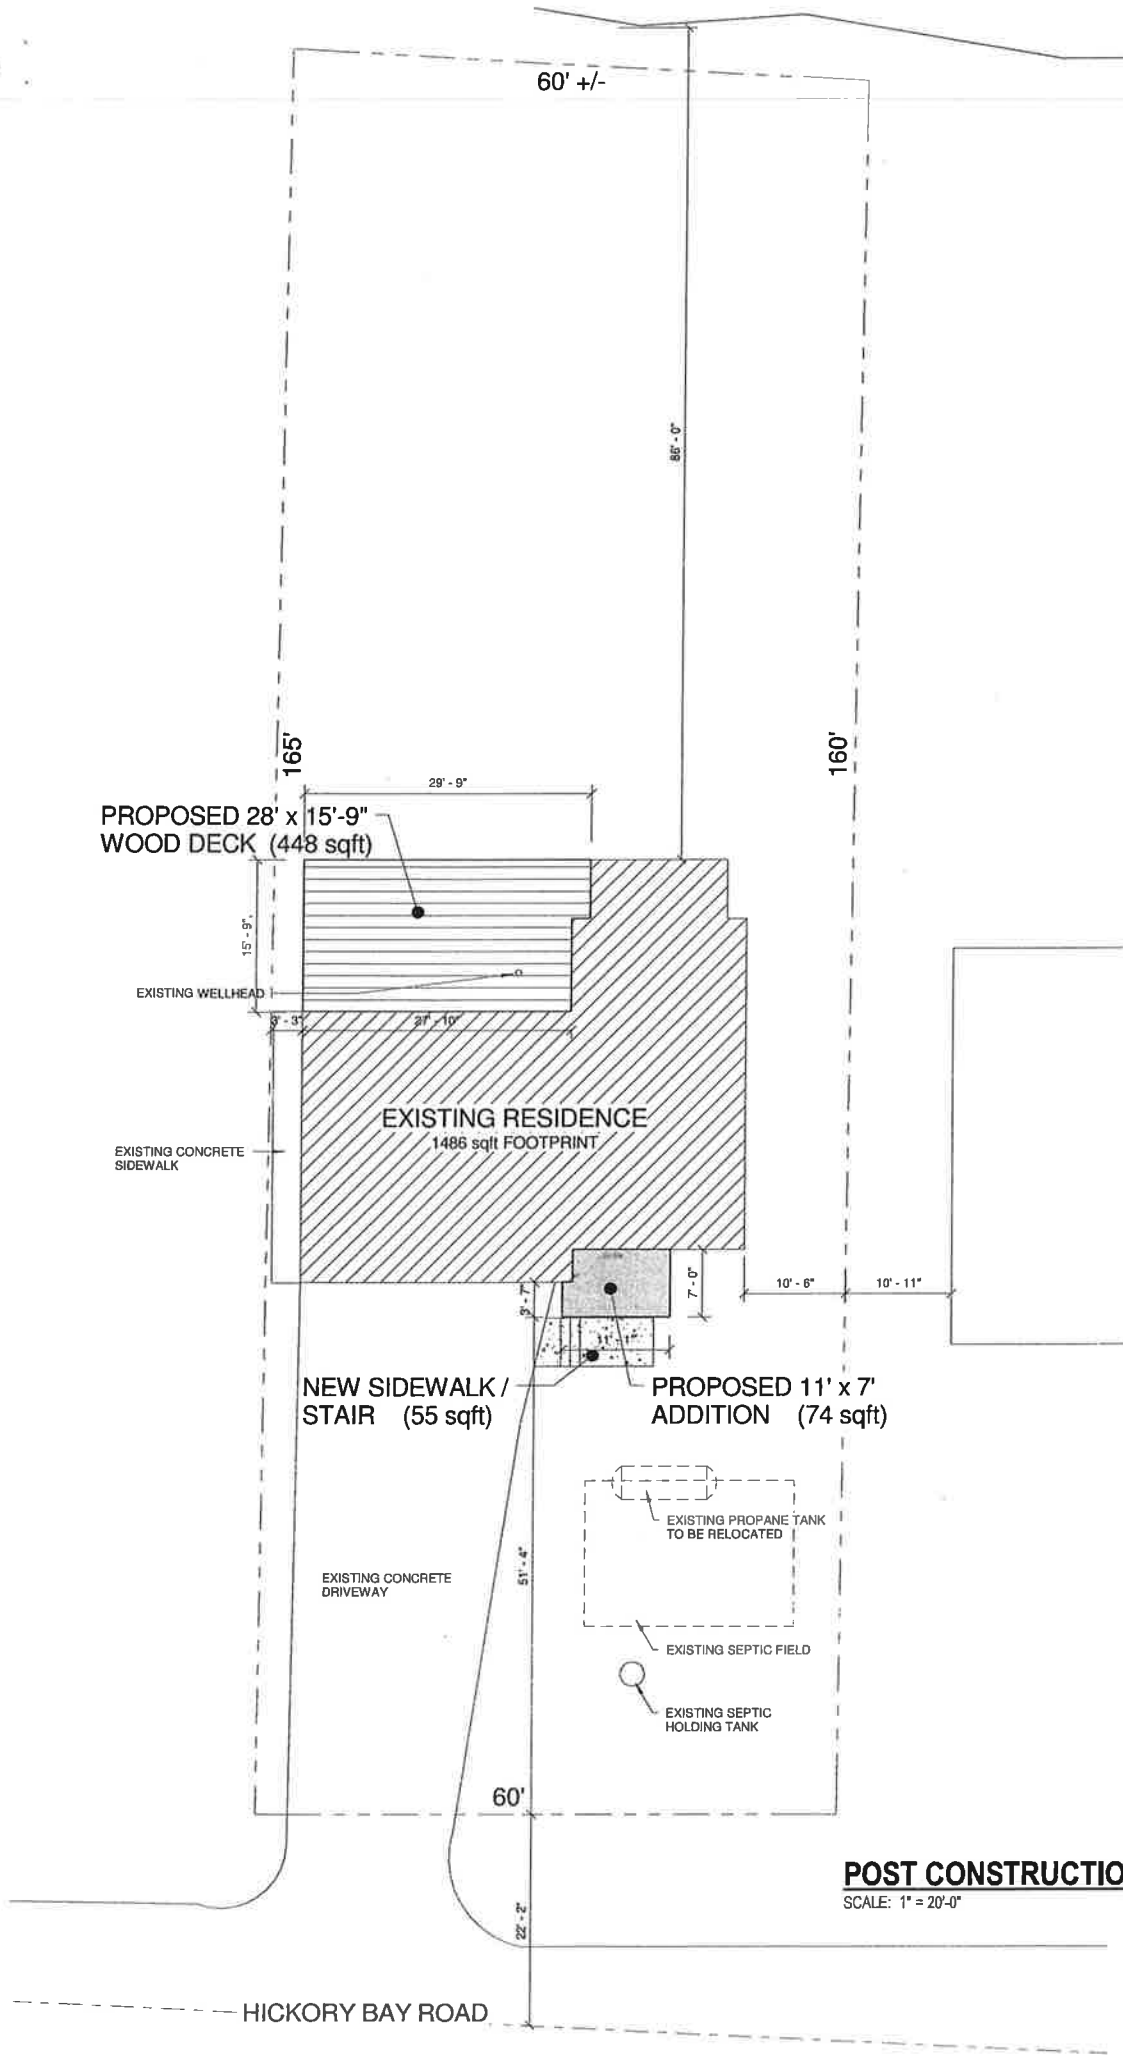 60' +/-
86' - 0"
165'
160'
29' - 9"
PROPOSED 28' x 15'-9"
WOOD DECK (448 sqft)
15' - 9"
EXISTING WELLHEAD
3' - 3"
27' - 10"
EXISTING RESIDENCE
1486 sqft FOOTPRINT
EXISTING CONCRETE
SIDEWALK
3' - 7"
7' - 0"
10' - 6"
10' - 11"
11' - 1"
NEW SIDEWALK /
STAIR (55 sqft)
PROPOSED 11' x 7'
ADDITION (74 sqft)
EXISTING PROPANE TANK
TO BE RELOCATED
51' - 4"
EXISTING CONCRETE
DRIVEWAY
EXISTING SEPTIC FIELD
EXISTING SEPTIC
HOLDING TANK
60'
POST CONSTRUCTIO
SCALE: 1" = 20'-0"
22' - 2"
HICKORY BAY ROAD